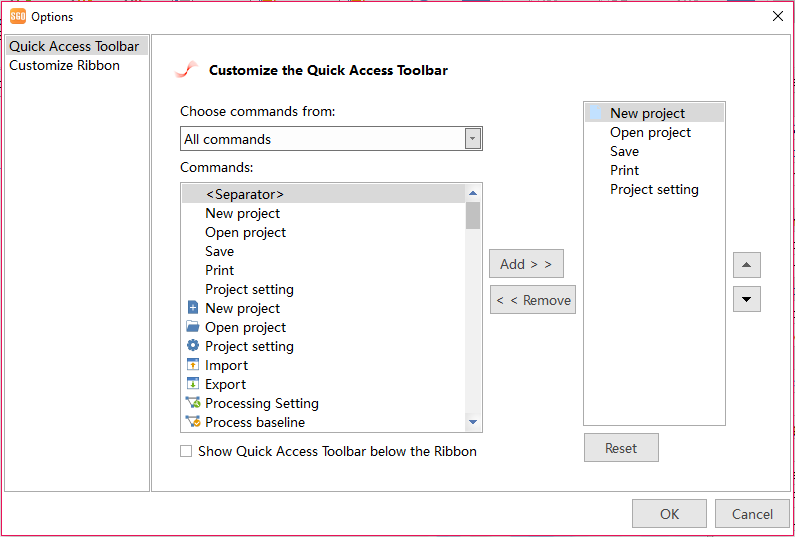 SGO Options
Quick Access Toolbar
Customize Ribbon
Customize the Quick Access Toolbar
Choose commands from:
All commands
Commands:
<Separator>
New project
Open project
Save
Print
Project setting
New project
Open project
Project setting
Import
Export
Processing Setting
Process baseline
Show Quick Access Toolbar below the Ribbon
Add > >
< < Remove
New project
Open project
Save
Print
Project setting
Reset
OK
Cancel